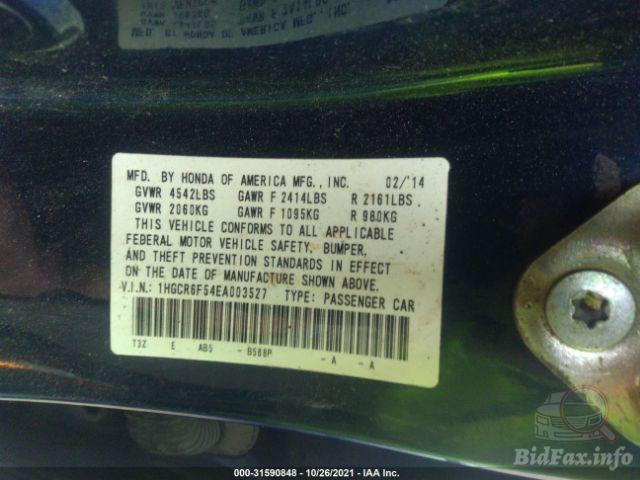 MFD. BY HONDA OF AMERICA MFG., INC. 02/'14
GVWR 4542LBS GAWR F 2414LBS R 2161LBS.
GVWR 2060KG GAWR F 1095KG R 980KG
THIS VEHICLE CONFORMS TO ALL APPLICABLE
FEDERAL MOTOR VEHICLE SAFETY, BUMPER,
AND THEFT PREVENTION STANDARDS IN EFFECT
ON THE DATE OF MANUFACTURE SHOWN ABOVE.
V.I.N.: 1HGCR6F54EA003527 TYPE: PASSENGER CAR
T3Z E AB5 - B588P - A - A
BidFax.info
000-31590848 - 10/26/2021 - IAA Inc.